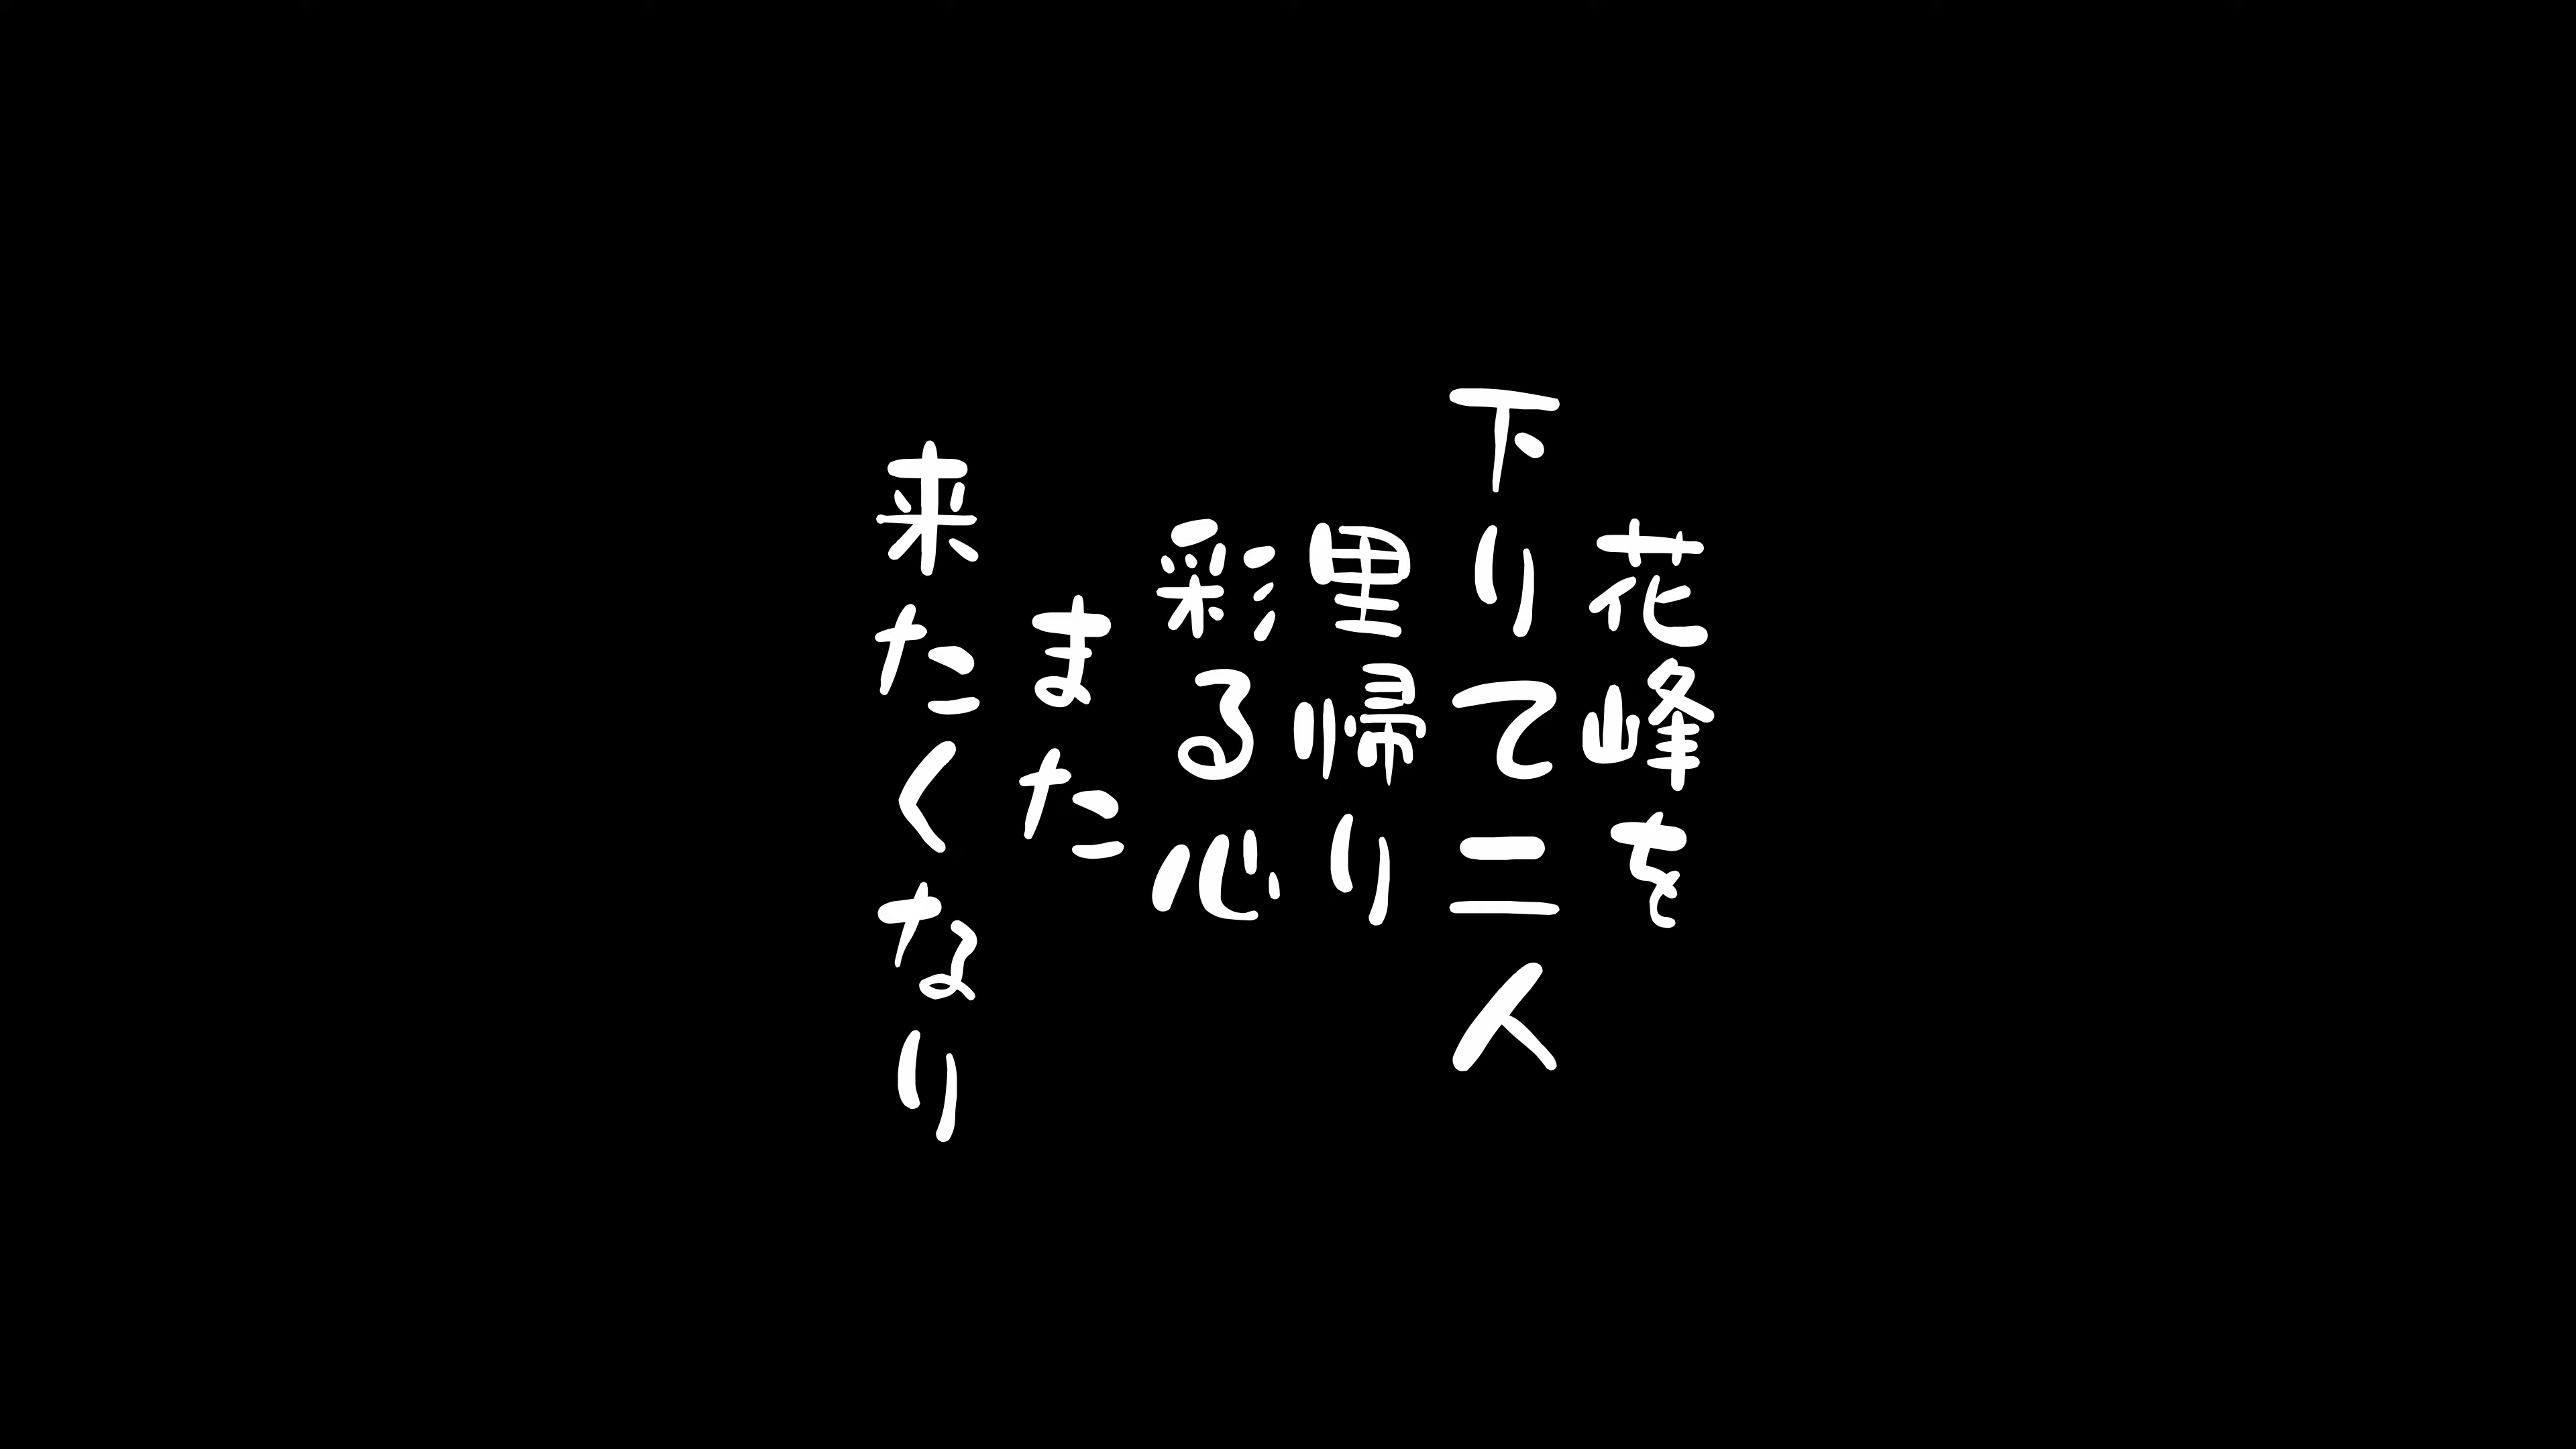 花峰を
下りて二人
里帰り
彩る心
また
来たくなり